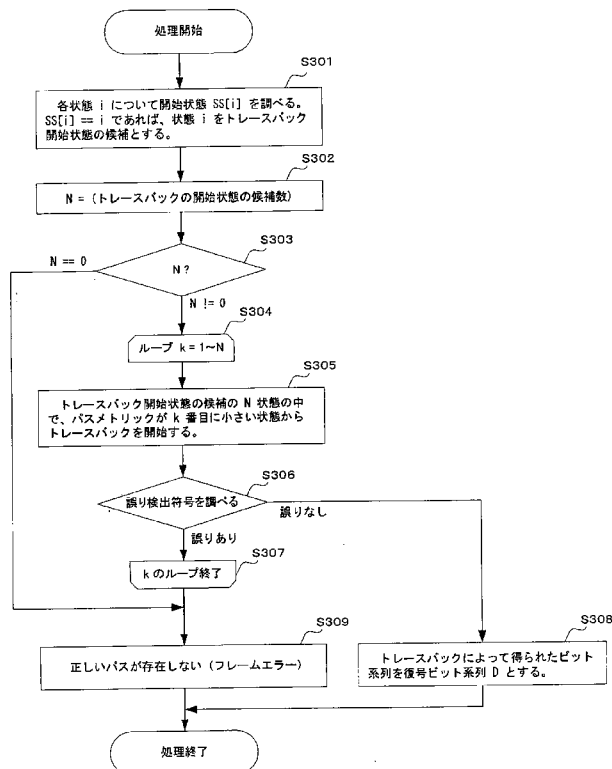 処理開始
S301
各状態 i について開始状態 SS[i] を調べる。
SS[i] == i であれば、状態 i をトレースバック
開始状態の候補とする。
S302
N = (トレースバックの開始状態の候補数)
S303
N == 0
N ?
N != 0
S304
ループ k = 1~N
S305
トレースバック開始状態の候補の N 状態の中
で、パスメトリックが k 番目に小さい状態から
トレースバックを開始する。
S306
誤り検出符号を調べる
誤りなし
誤りあり
S307
k のループ終了
S309
S308
正しいパスが存在しない (フレームエラー)
トレースバックによって得られたビット
系列を復号ビット系列 D とする。
処理終了